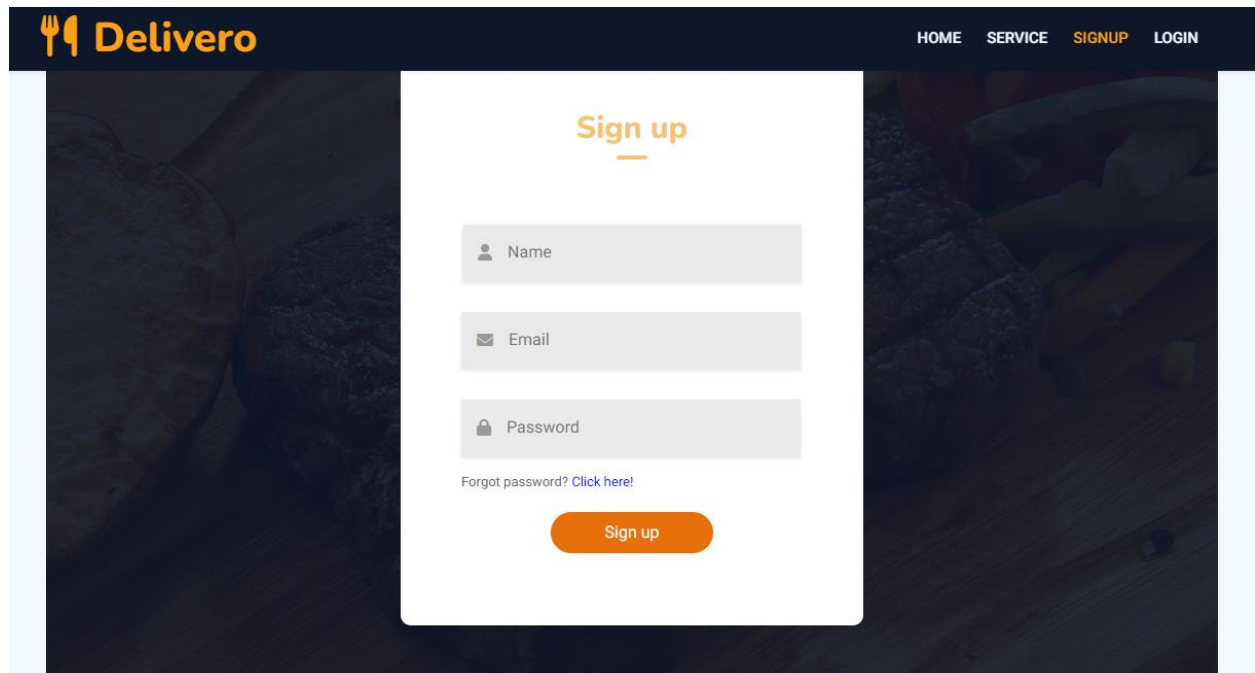 Delivero
HOME SERVICE SIGNUP LOGIN
Sign up
Name
Email
Password
Forgot password? Click here!
Sign up